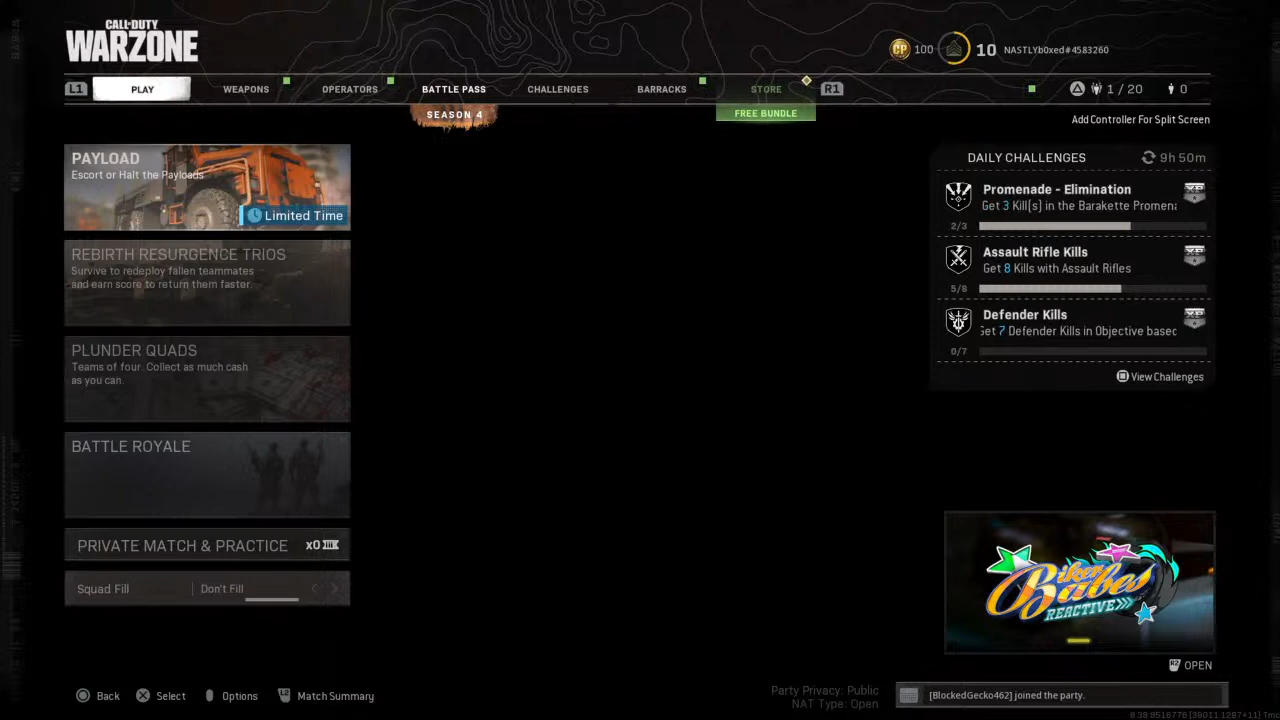 CALL OF DUTY
WARZONE
CP 100 10 NASTLYb0xed#4583260
L1 PLAY WEAPONS OPERATORS BATTLE PASS CHALLENGES BARRACKS STORE R1 1 / 20 0
SEASON 4
FREE BUNDLE
Add Controller For Split Screen
PAYLOAD
Escort or Halt the Payloads
Limited Time
REBIRTH RESURGENCE TRIOS
Survive to redeploy fallen teammates
and earn score to return them faster.
PLUNDER QUADS
Teams of four. Collect as much cash
as you can.
BATTLE ROYALE
PRIVATE MATCH & PRACTICE x0
Squad Fill Don't Fill
DAILY CHALLENGES 9h 50m
Promenade - Elimination XP
Get 3 Kill(s) in the Barakette Promena
2/3
Assault Rifle Kills XP
Get 8 Kills with Assault Rifles
5/8
Defender Kills XP
Get 7 Defender Kills in Objective basec
0/7
View Challenges
Biker
Babes
REACTIVE
R2 OPEN
Back Select Options L2 Match Summary
Party Privacy: Public
NAT Type: Open
[BlockedGecko462] joined the party.